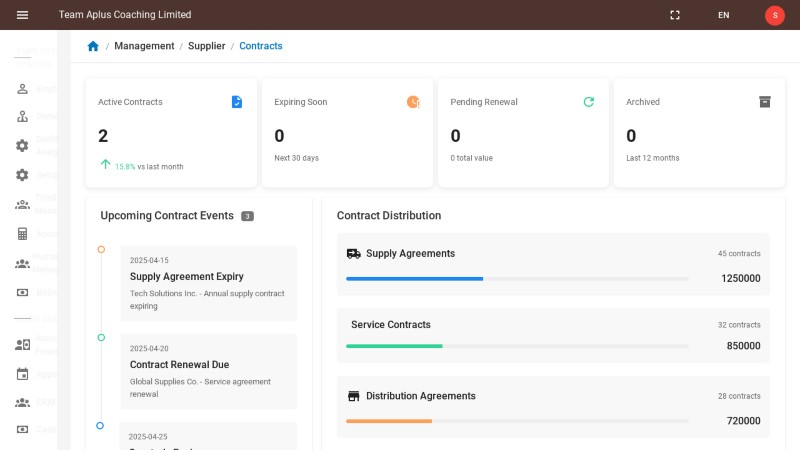 Team Aplus Coaching Limited
EN
S
/ Management / Supplier / Contracts
Active Contracts
2
15.8% vs last month
Expiring Soon
0
Next 30 days
Pending Renewal
0
0 total value
Archived
0
Last 12 months
Upcoming Contract Events 3
2025-04-15
Supply Agreement Expiry
Tech Solutions Inc. - Annual supply contract
expiring
2025-04-20
Contract Renewal Due
Global Supplies Co. - Service agreement
renewal
2025-04-25
Contract Distribution
Supply Agreements
45 contracts
1250000
Service Contracts
32 contracts
850000
Distribution Agreements
28 contracts
720000